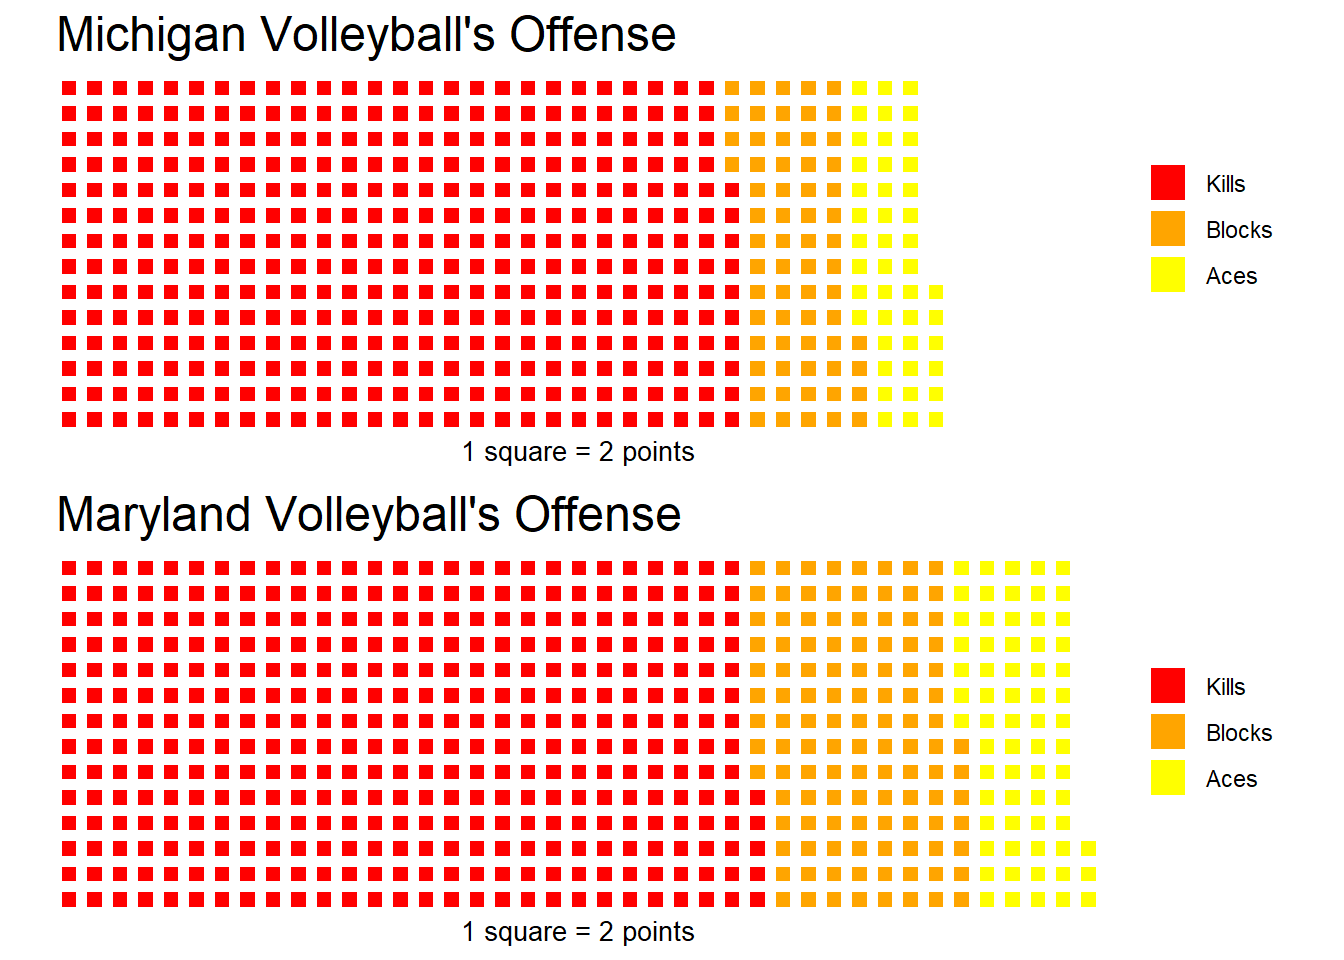 Michigan Volleyball's Offense
Kills
Blocks
Aces
1 square = 2 points
Maryland Volleyball's Offense
Kills
Blocks
Aces
1 square = 2 points